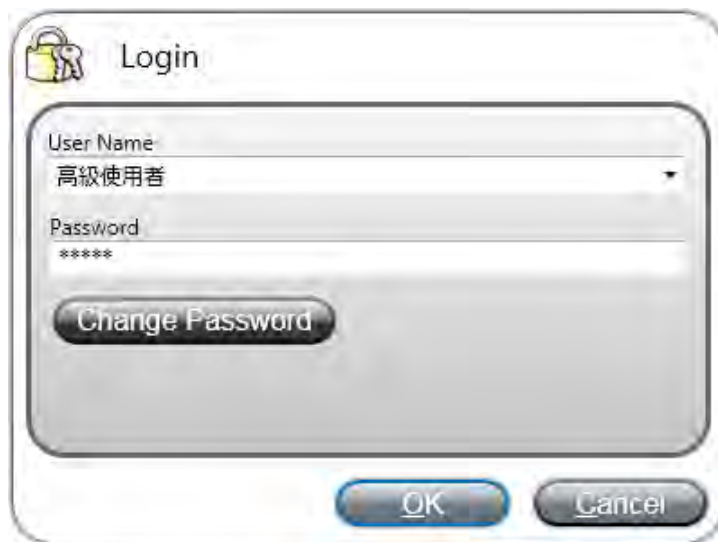 Login
User Name
高級使用者
Password
*****
Change Password
OK
Cancel